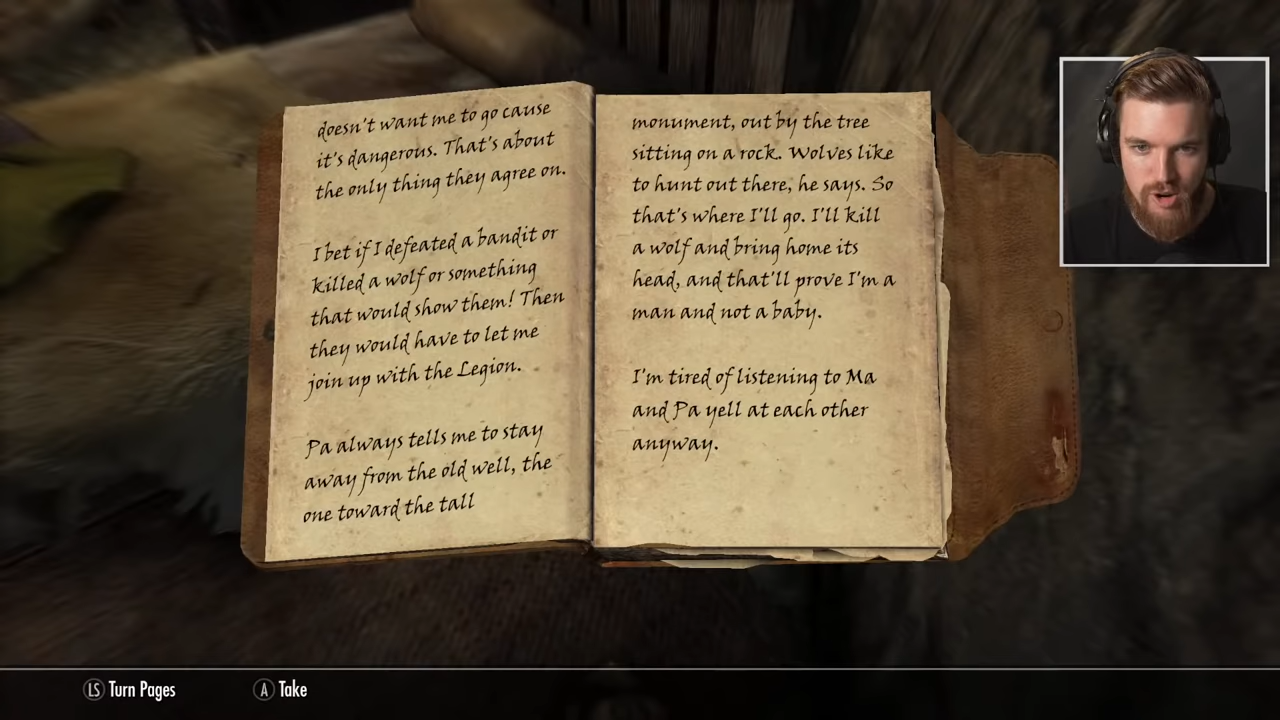 doesn't want me to go cause
it's dangerous. That's about
the only thing they agree on.
I bet if I defeated a bandit or
killed a wolf or something
that would show them! Then
they would have to let me
join up with the Legion.
Pa always tells me to stay
away from the old well, the
one toward the tall
monument, out by the tree
sitting on a rock. Wolves like
to hunt out there, he says. So
that's where I'll go. I'll kill
a wolf and bring home its
head, and that'll prove I'm a
man and not a baby.
I'm tired of listening to Ma
and Pa yell at each other
anyway.
LS Turn Pages
A Take